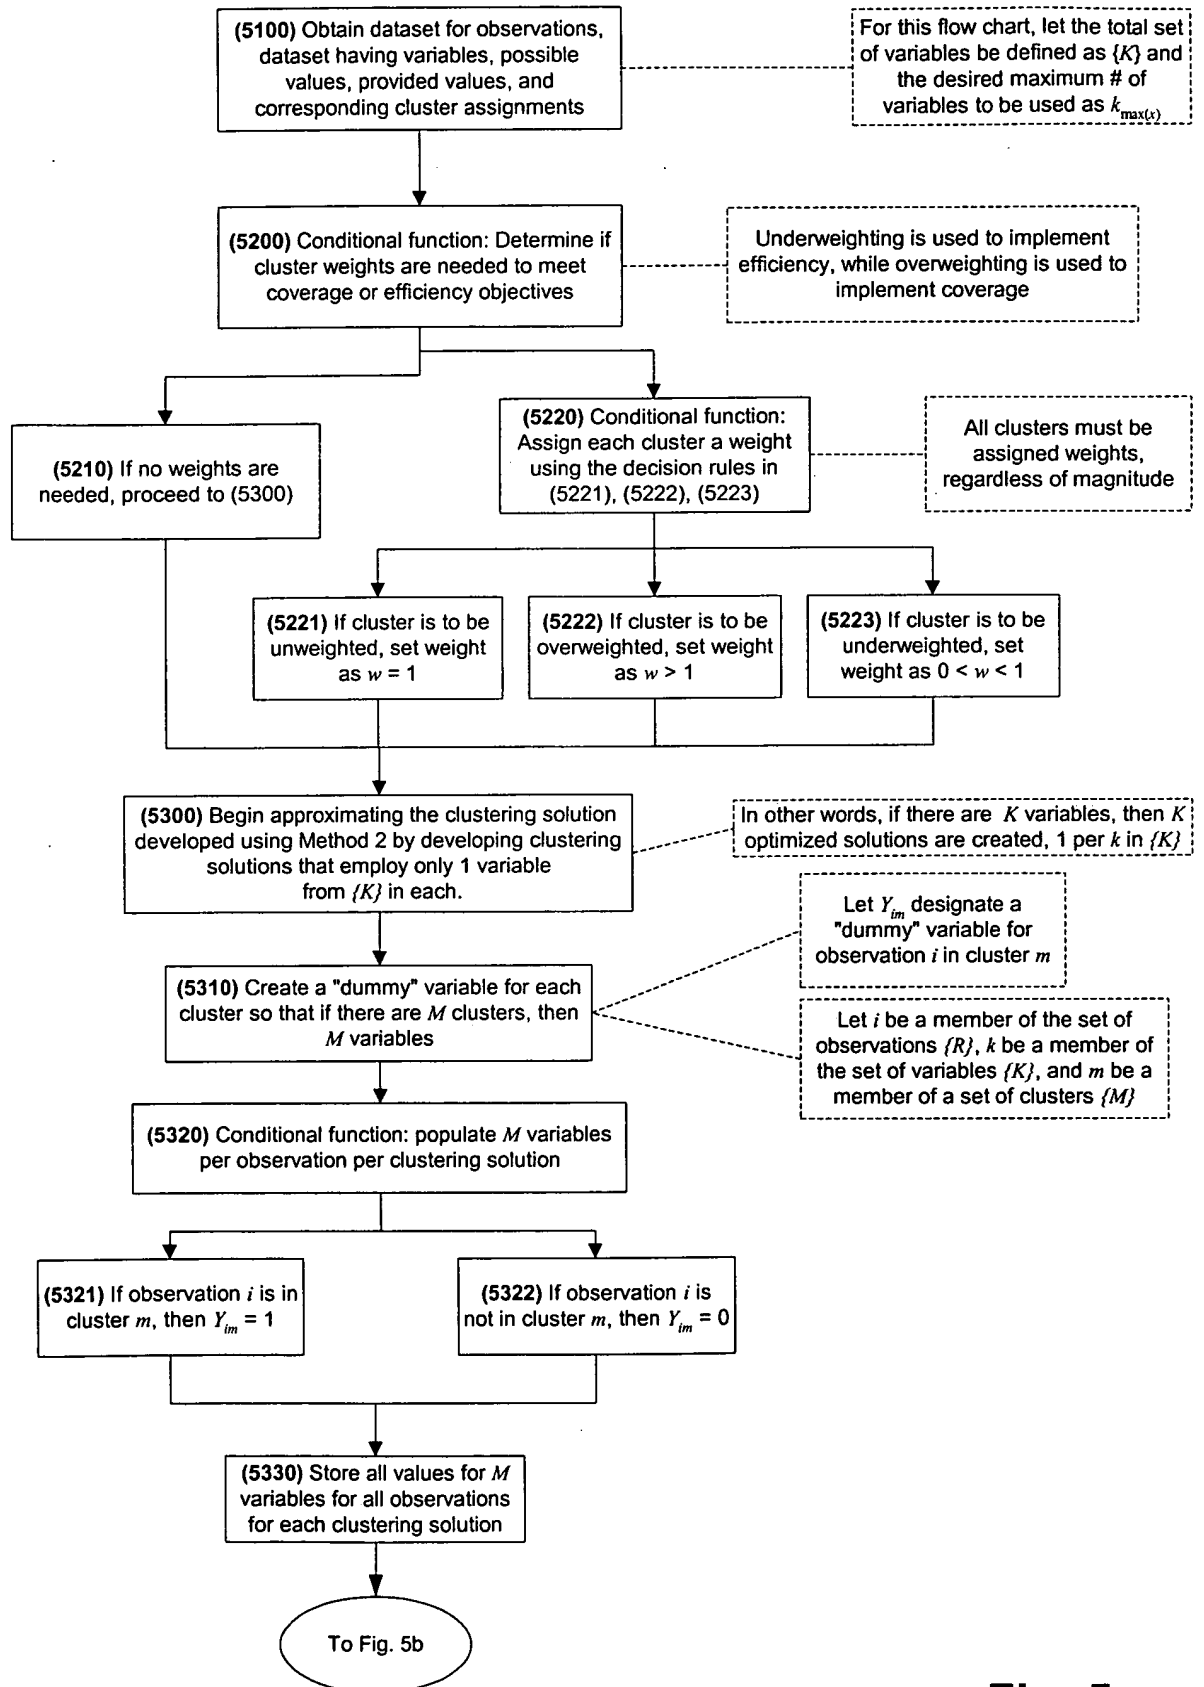 (5100) Obtain dataset for observations,
dataset having variables, possible
values, provided values, and
corresponding cluster assignments
For this flow chart, let the total set
of variables be defined as {K} and
the desired maximum # of
variables to be used as k_max(x)
(5200) Conditional function: Determine if
cluster weights are needed to meet
coverage or efficiency objectives
Underweighting is used to implement
efficiency, while overweighting is used to
implement coverage
(5210) If no weights are
needed, proceed to (5300)
(5220) Conditional function:
Assign each cluster a weight
using the decision rules in
(5221), (5222), (5223)
All clusters must be
assigned weights,
regardless of magnitude
(5221) If cluster is to be
unweighted, set weight
as w = 1
(5222) If cluster is to be
overweighted, set weight
as w > 1
(5223) If cluster is to be
underweighted, set
weight as 0 < w < 1
(5300) Begin approximating the clustering solution
developed using Method 2 by developing clustering
solutions that employ only 1 variable
from {K} in each.
In other words, if there are K variables, then K
optimized solutions are created, 1 per k in {K}
Let Y_im designate a
"dummy" variable for
observation i in cluster m
(5310) Create a "dummy" variable for each
cluster so that if there are M clusters, then
M variables
Let i be a member of the set of
observations {R}, k be a member of
the set of variables {K}, and m be a
member of a set of clusters {M}
(5320) Conditional function: populate M variables
per observation per clustering solution
(5321) If observation i is in
cluster m, then Y_im = 1
(5322) If observation i is
not in cluster m, then Y_im = 0
(5330) Store all values for M
variables for all observations
for each clustering solution
To Fig. 5b